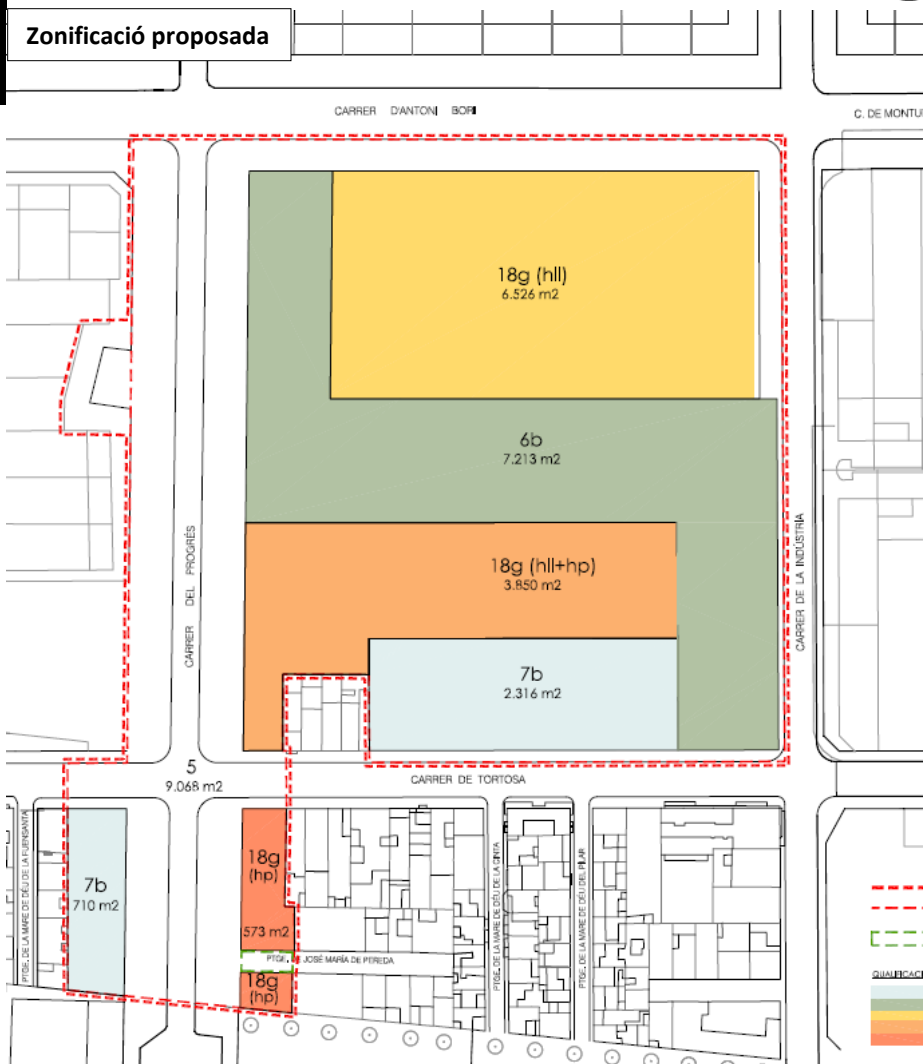 Zonificació proposada
CARRER D'ANTONI BORI
C. DE MONTU
18g (hll)
6.526 m2
6b
7.213 m2
CARRER DEL PROGRÉS
CARRER DE LA INDÚSTRIA
18g (hll+hp)
3.850 m2
7b
2.316 m2
5
9.068 m2
CARRER DE TORTOSA
PTGE. DE LA MARE DE DÉU DE LA FUENSANTA
7b
710 m2
18g
(hp)
573 m2
PTGE. DE LA MARE DE DÉU DE LA CINTA
PTGE. DE LA MARE DE DÉU DEL PILAR
PTGE. JOSÉ MARÍA DE PEREDA
18g
(hp)
QUALIFICACI